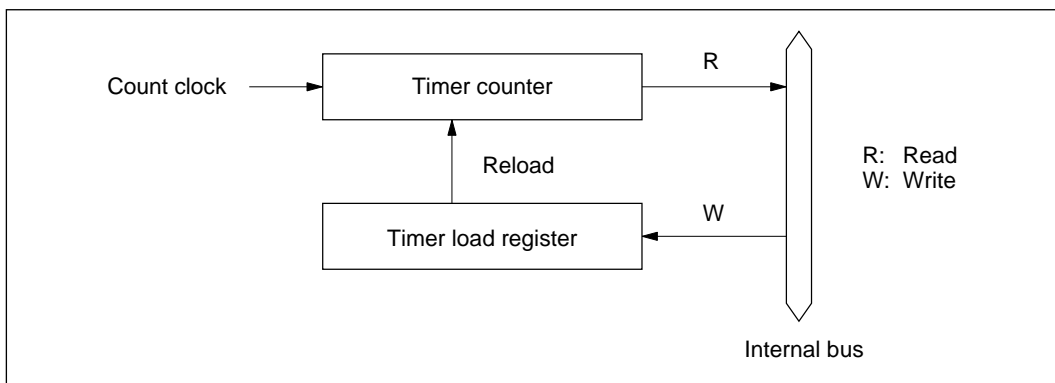 R
Count clock
Timer counter
R: Read
W: Write
Reload
W
Timer load register
Internal bus